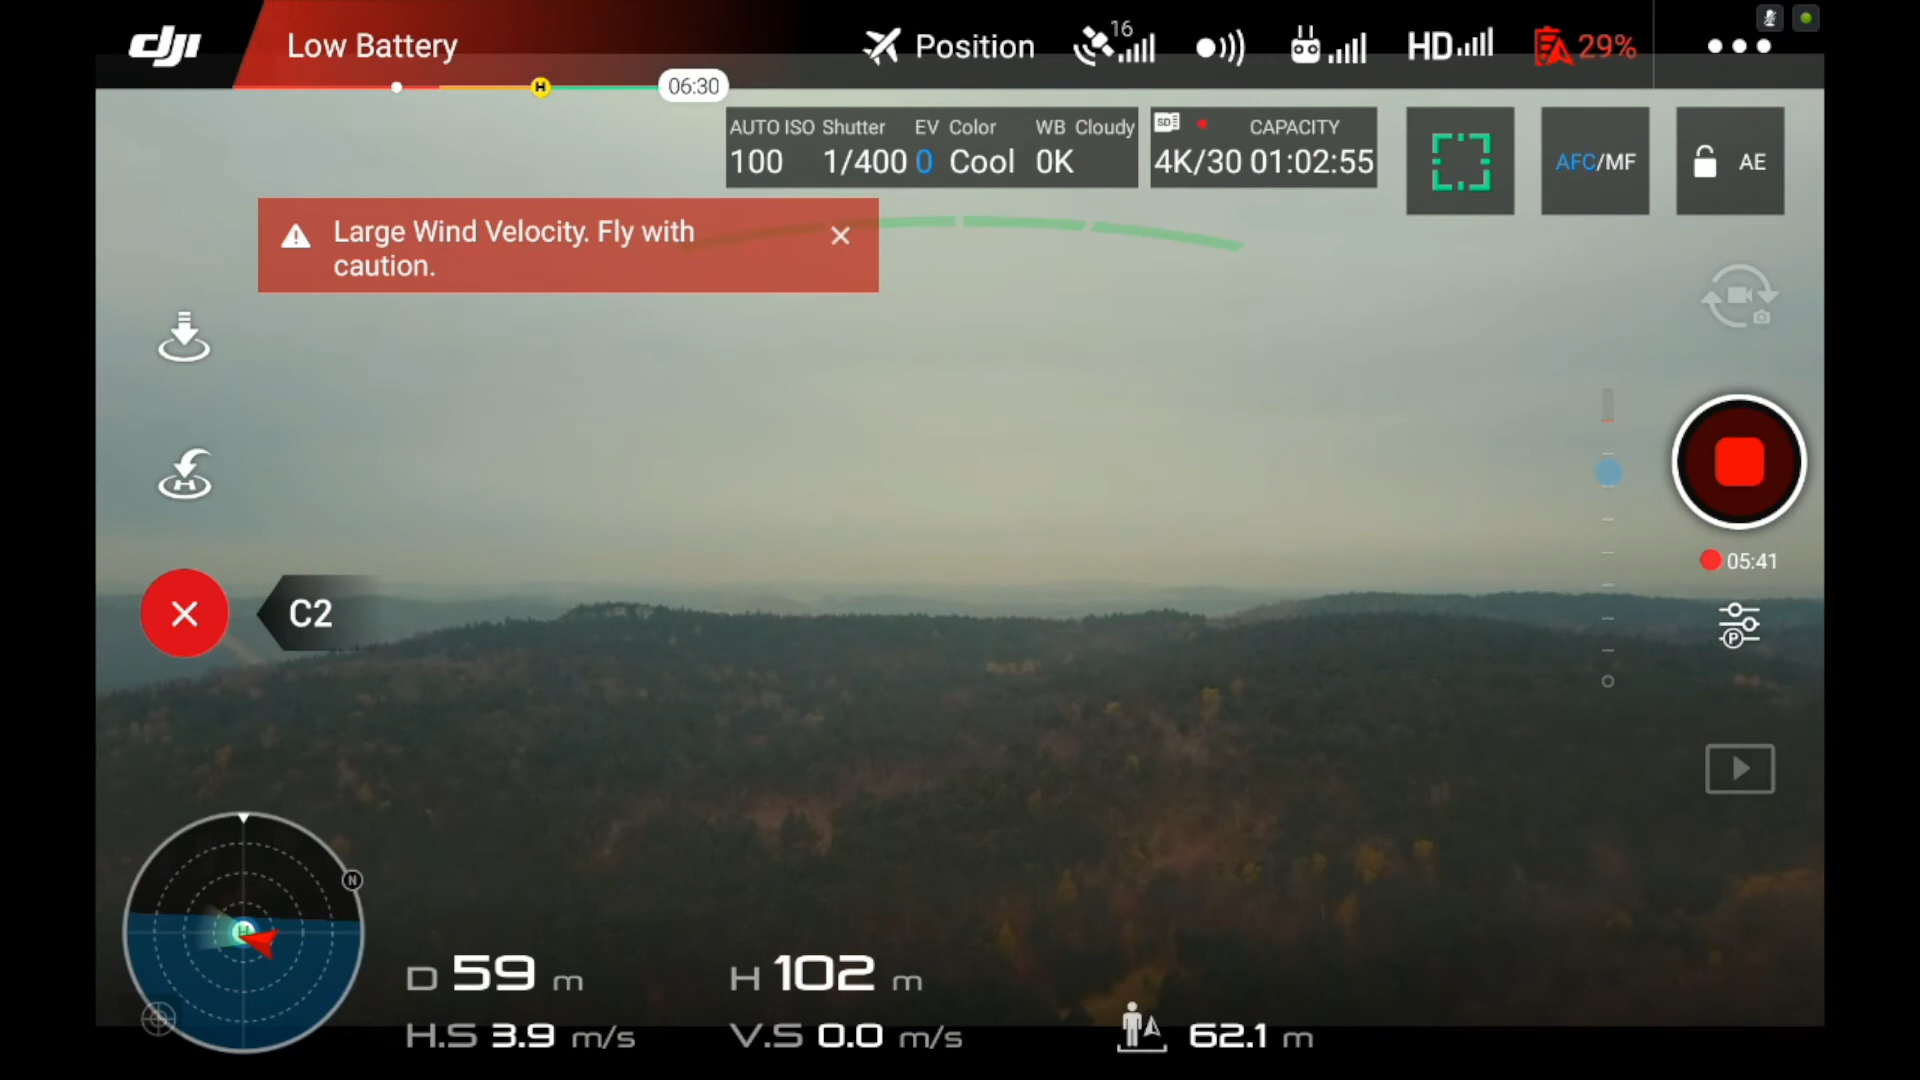 dji
Low Battery
Position
16
HD
29%
H
06:30
AUTO ISO Shutter EV Color WB Cloudy
100 1/400 0 Cool 0K
SD CAPACITY
4K/30 01:02:55
AFC/MF
AE
Large Wind Velocity. Fly with
caution.
H
C2
05:41
P
N
H
D 59 m H 102 m
H.S 3.9 m/s V.S 0.0 m/s 62.1 m